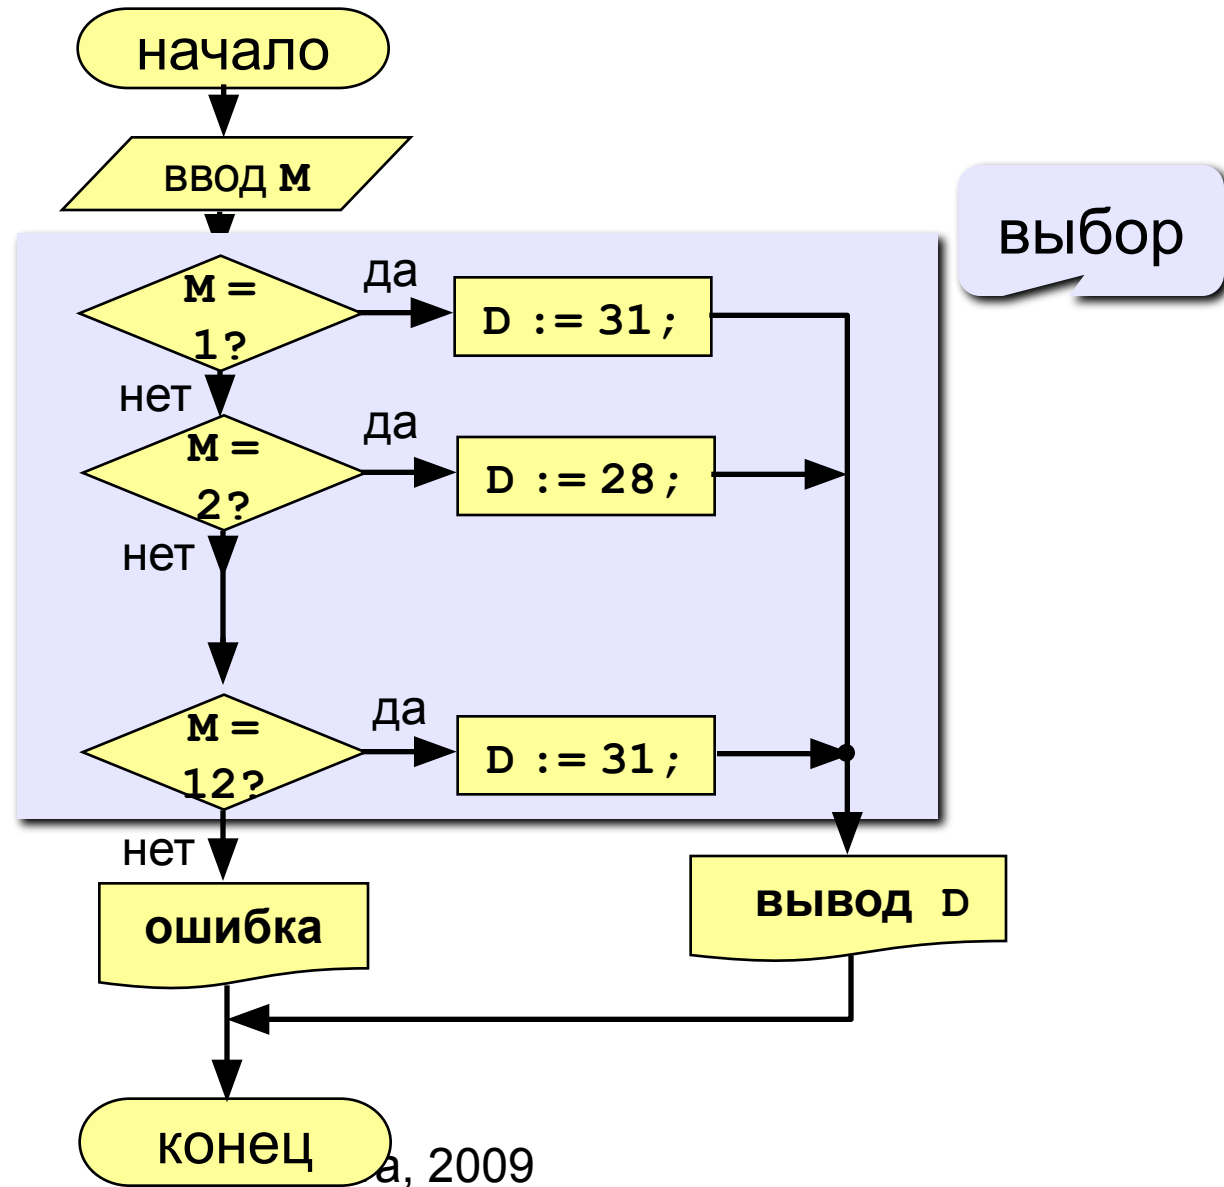 начало
ввод M
выбор
M =
1?
да
D := 31;
нет
M =
2?
да
D := 28;
нет
M =
12?
да
D := 31;
нет
ошибка
вывод D
конец
а, 2009